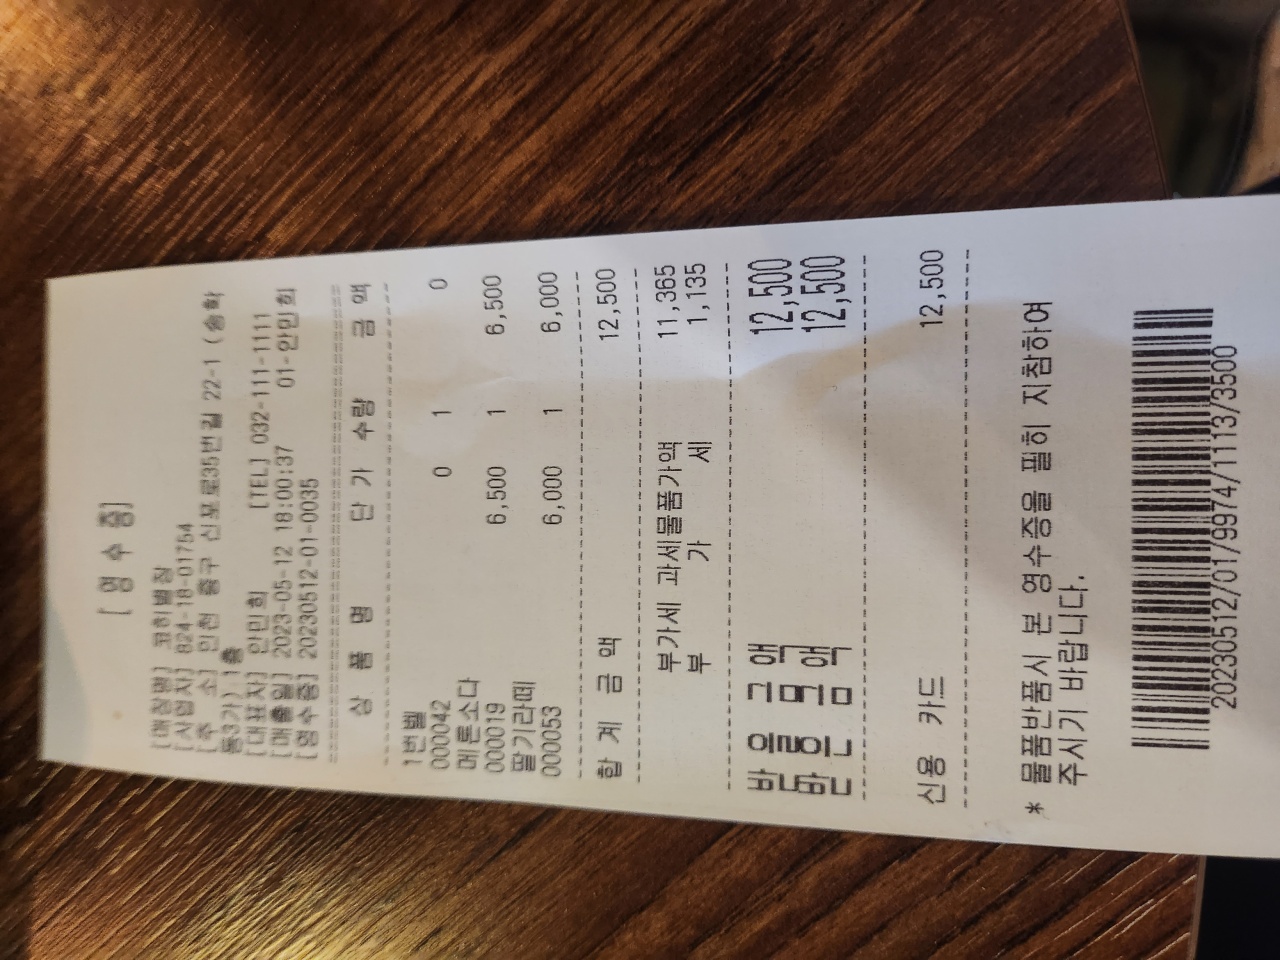 [ 영 수 증]
[매장명] 코히별장
[사업자] 824-18-01754
[주 소] 인천 중구 신포로35번길 22-1 (송학
동3가) 1층
[대표자] 안민희 [TEL] 032-111-1111
[매출일] 2023-05-12 18:00:37 01-안민희
[영수증] 20230512-01-0035
상 품 명 단 가 수량 금 액
1번벨
000042 0 1 0
메론소다
000019 6,500 1 6,500
딸기라떼
000053 6,000 1 6,000
합 계 금 액 12,500
부가세 과세물품가액 11,365
부 가 세 1,135
받을금액 12,500
받은금액 12,500
신용 카드 12,500
* 물품반품시 본 영수증을 필히 지참하여
주시기 바랍니다.
20230512/01/9974/1113/3500